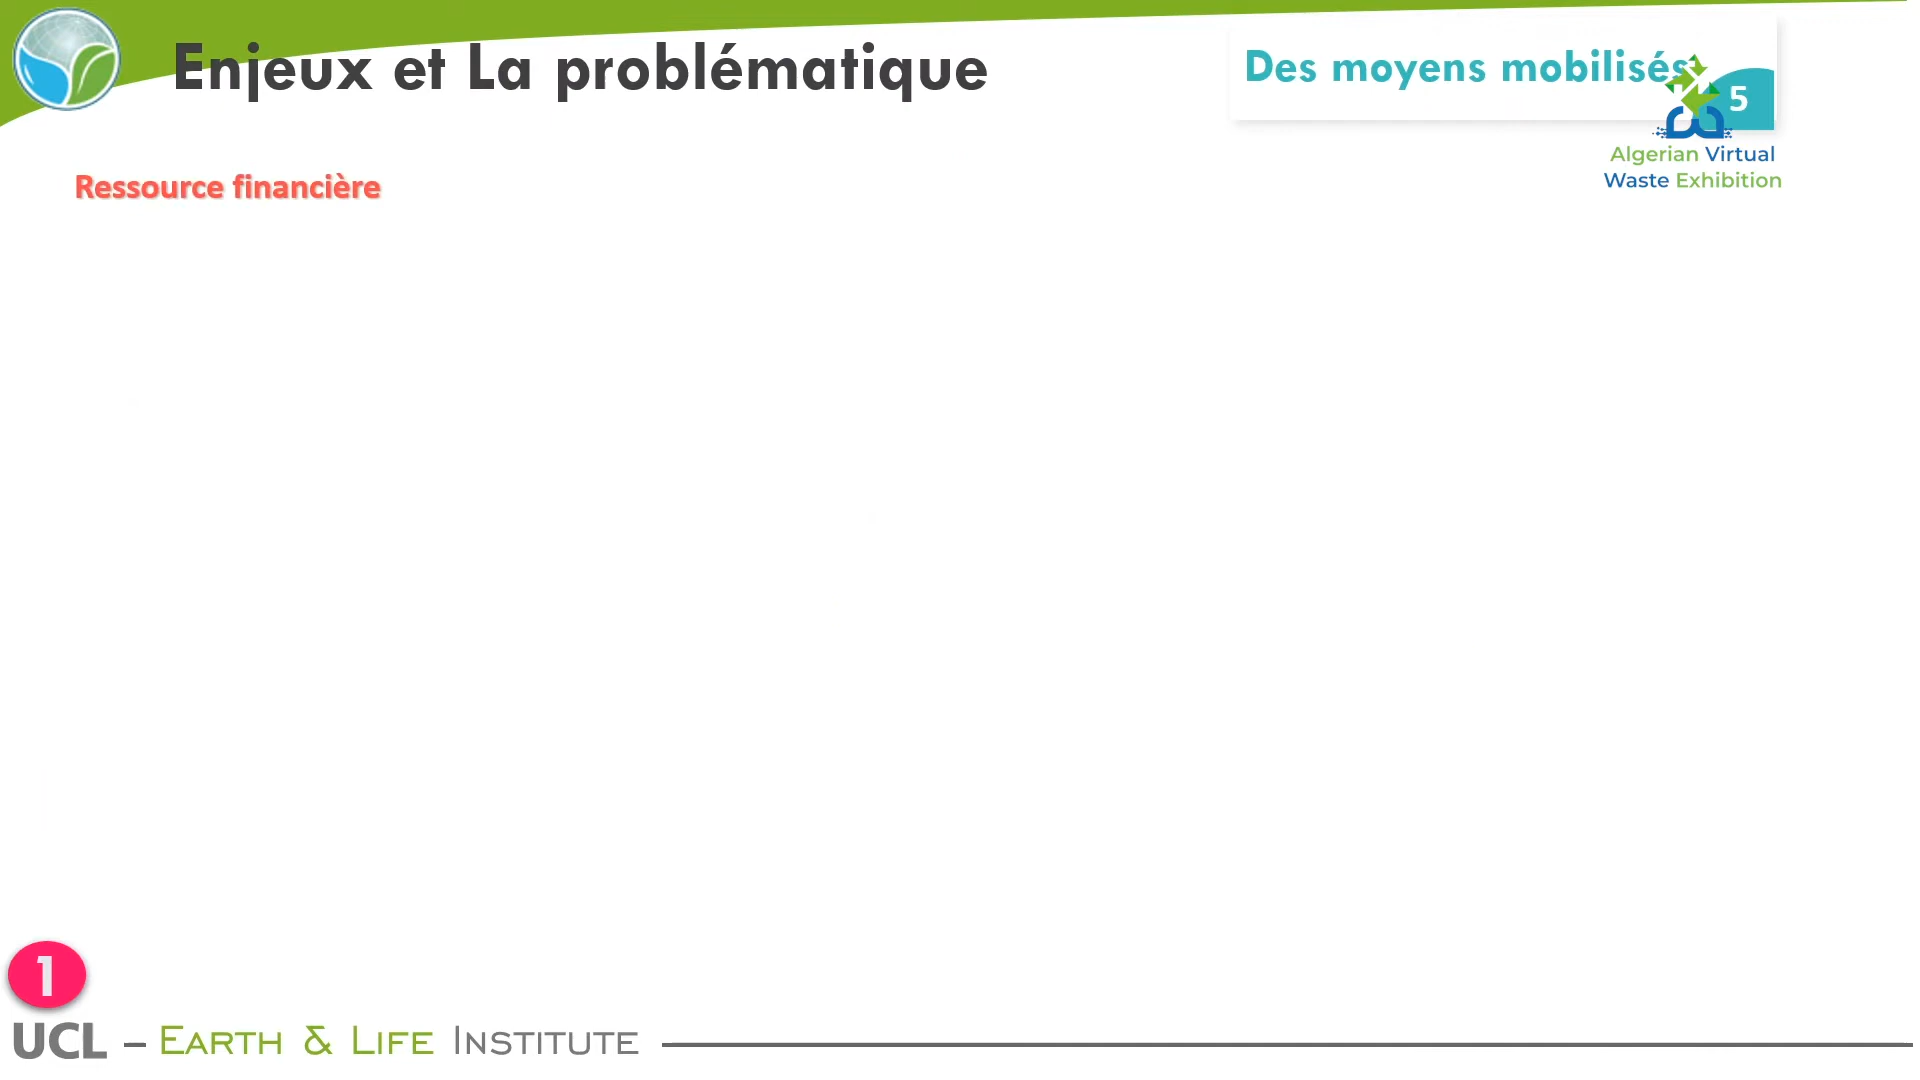 Enjeux et La problématique
Des moyens mobilisés
5
Algerian Virtual
Waste Exhibition
Ressource financière
1
UCL – EARTH & LIFE INSTITUTE